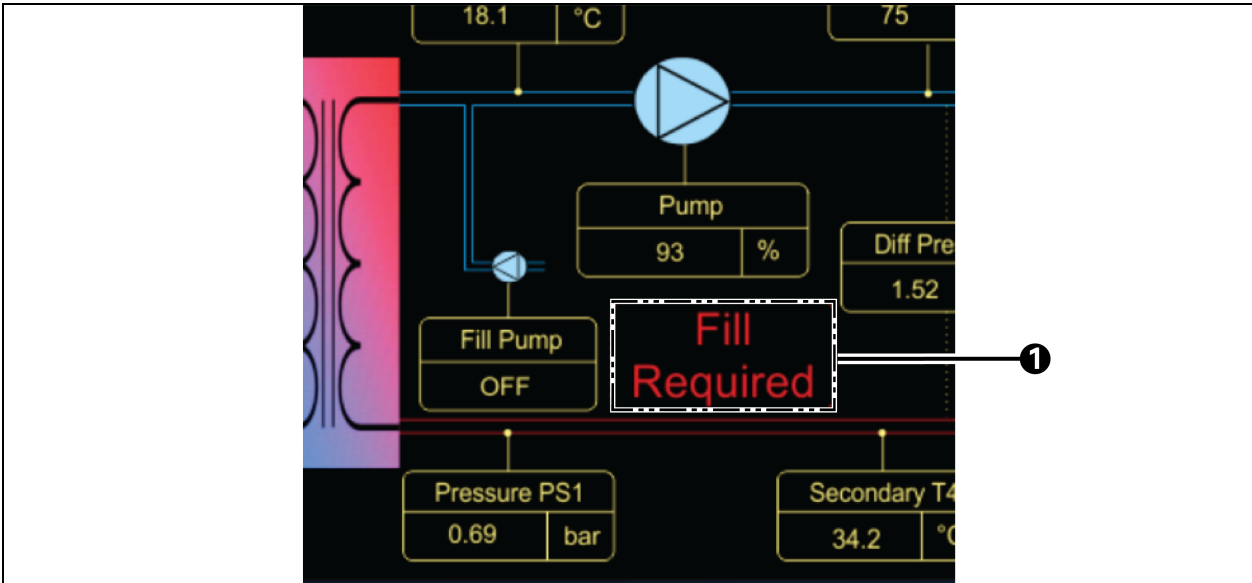 18.1 °C
75
Pump
93 %
Diff Pre
1.52
Fill
Required
1
Fill Pump
OFF
Pressure PS1
0.69 bar
Secondary T4
34.2 °C